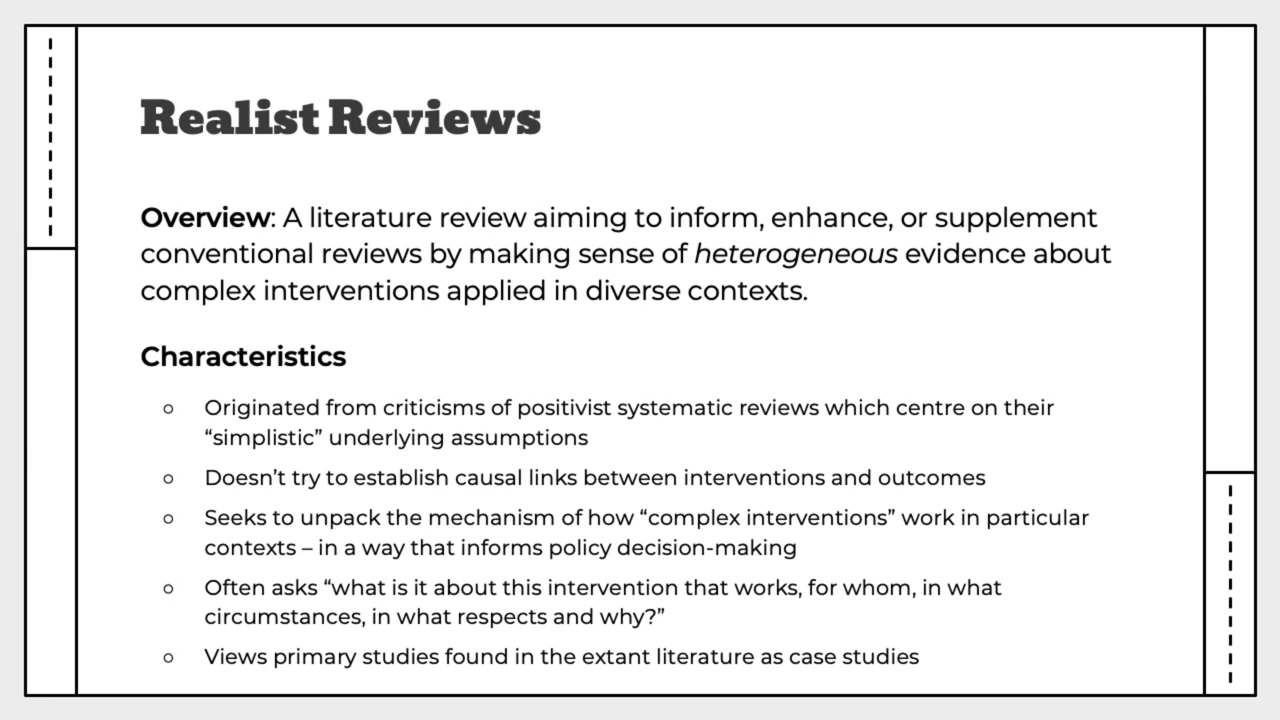 Realist Reviews
Overview: A literature review aiming to inform, enhance, or supplement
conventional reviews by making sense of heterogeneous evidence about
complex interventions applied in diverse contexts.
Characteristics
○ Originated from criticisms of positivist systematic reviews which centre on their
“simplistic” underlying assumptions
○ Doesn’t try to establish causal links between interventions and outcomes
○ Seeks to unpack the mechanism of how “complex interventions” work in particular
contexts – in a way that informs policy decision-making
○ Often asks “what is it about this intervention that works, for whom, in what
circumstances, in what respects and why?”
○ Views primary studies found in the extant literature as case studies